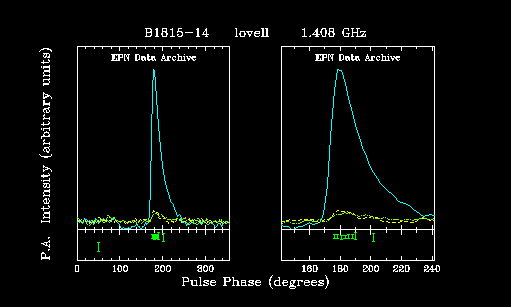 B1815-14 lovell 1.408 GHz
EPN Data Archive EPN Data Archive
P.A. Intensity (arbitrary units)
0 100 200 300 160 180 200 220 240
Pulse Phase (degrees)